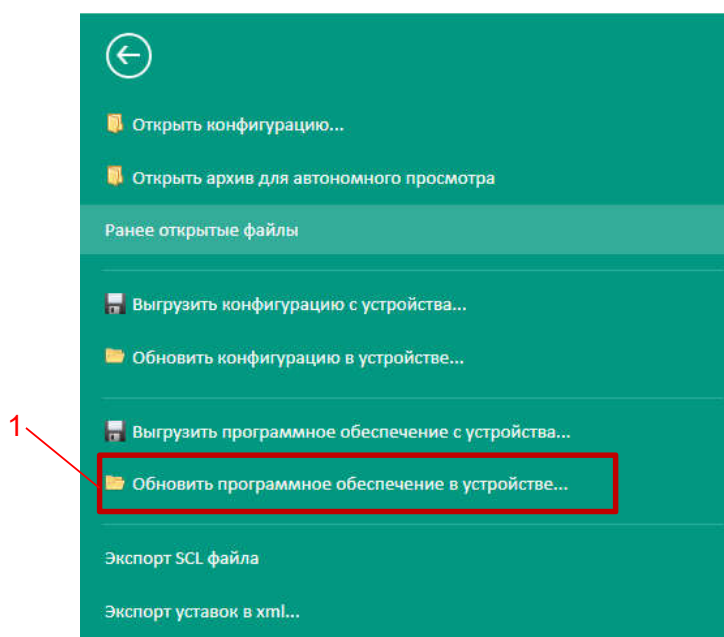 Открыть конфигурацию...
Открыть архив для автономного просмотра
Ранее открытые файлы
Выгрузить конфигурацию с устройства...
Обновить конфигурацию в устройстве...
1
Выгрузить программное обеспечение с устройства...
Обновить программное обеспечение в устройстве...
Экспорт SCL файла
Экспорт уставок в xml...